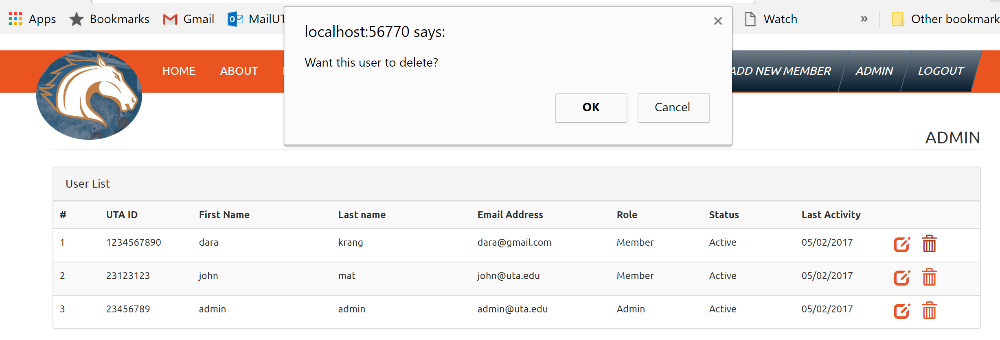 Apps Bookmarks Gmail MailUT Watch » Other bookmark
localhost:56770 says:
Want this user to delete?
OK Cancel
HOME ABOUT ADD NEW MEMBER ADMIN LOGOUT
ADMIN
User List
# UTA ID First Name Last name Email Address Role Status Last Activity
1 1234567890 dara krang dara@gmail.com Member Active 05/02/2017
2 23123123 john mat john@uta.edu Member Active 05/02/2017
3 23456789 admin admin admin@uta.edu Admin Active 05/02/2017